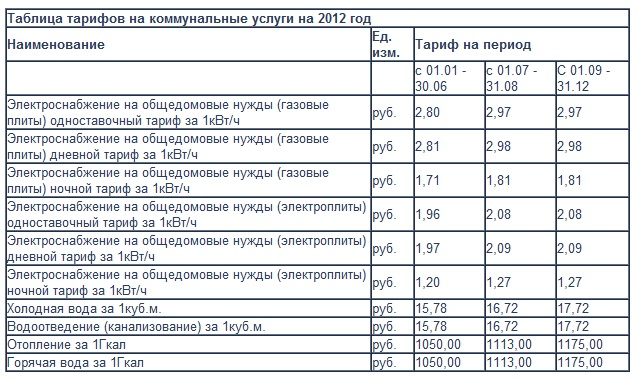 Таблица тарифов на коммунальные услуги на 2012 год
Наименование Ед. изм. Тариф на период
с 01.01 - 30.06 с 01.07 - 31.08 С 01.09 - 31.12
Электроснабжение на общедомовые нужды (газовые
плиты) одноставочный тариф за 1кВт/ч руб. 2,80 2,97 2,97
Электроснабжение на общедомовые нужды (газовые
плиты) дневной тариф за 1кВт/ч руб. 2,81 2,98 2,98
Электроснабжение на общедомовые нужды (газовые
плиты) ночной тариф за 1кВт/ч руб. 1,71 1,81 1,81
Электроснабжение на общедомовые нужды (электроплиты)
одноставочный тариф за 1кВт/ч руб. 1,96 2,08 2,08
Электроснабжение на общедомовые нужды (электроплиты)
дневной тариф за 1кВт/ч руб. 1,97 2,09 2,09
Электроснабжение на общедомовые нужды (электроплиты)
ночной тариф за 1кВт/ч руб. 1,20 1,27 1,27
Холодная вода за 1куб.м. руб. 15,78 16,72 17,72
Водоотведение (канализование) за 1куб.м. руб. 15,78 16,72 17,72
Отопление за 1Гкал руб. 1050,00 1113,00 1175,00
Горячая вода за 1Гкал руб. 1050,00 1113,00 1175,00